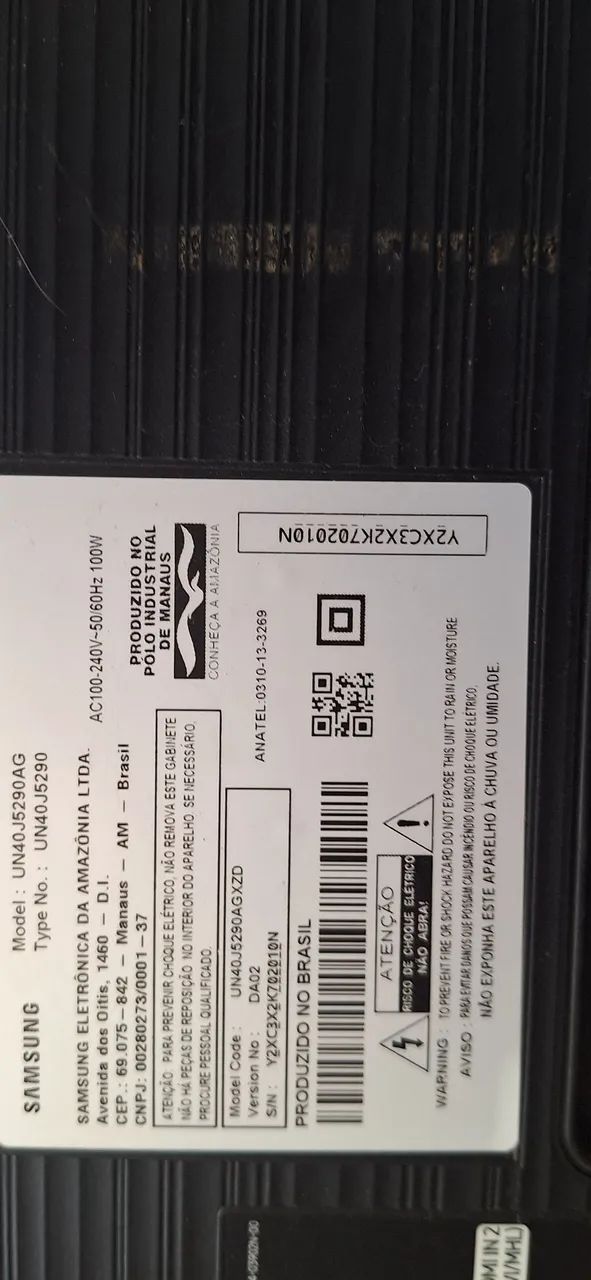 SAMSUNG
Model : UN40J5290AG
Type No. : UN40J5290
SAMSUNG ELETRÔNICA DA AMAZÔNIA LTDA.
Avenida dos Oitis, 1460 – D.I.
CEP.: 69.075-842 – Manaus – AM – Brasil
CNPJ: 00280273/0001-37
AC100-240V~50/60Hz 100W
PRODUZIDO NO
PÓLO INDUSTRIAL
DE MANAUS
CONHEÇA A AMAZÔNIA
ATENÇÃO PARA PREVENIR CHOQUE ELÉTRICO, NÃO REMOVA ESTE GABINETE
NÃO HÁ PEÇAS DE REPOSIÇÃO NO INTERIOR DO APARELHO. SE NECESSÁRIO,
PROCURE PESSOAL QUALIFICADO.
Model Code : UN40J5290AGXZD
Version No : DA02
S/N : Y2XC3X2K702010N
ANATEL:0310-13-3269
Y2XC3X2K702010N
PRODUZIDO NO BRASIL
ATENÇÃO
RISCO DE CHOQUE ELÉTRICO
NÃO ABRA!
WARNING : TO PREVENT FIRE OR SHOCK HAZARD DO NOT EXPOSE THIS UNIT TO RAIN OR MOISTURE
AVISO : PARA EVITAR DANOS QUE POSSAM CAUSAR INCÊNDIO OU RISCO DE CHOQUE ELÉTRICO,
NÃO EXPONHA ESTE APARELHO À CHUVA OU UMIDADE.
MI IN 2
I/MHL)